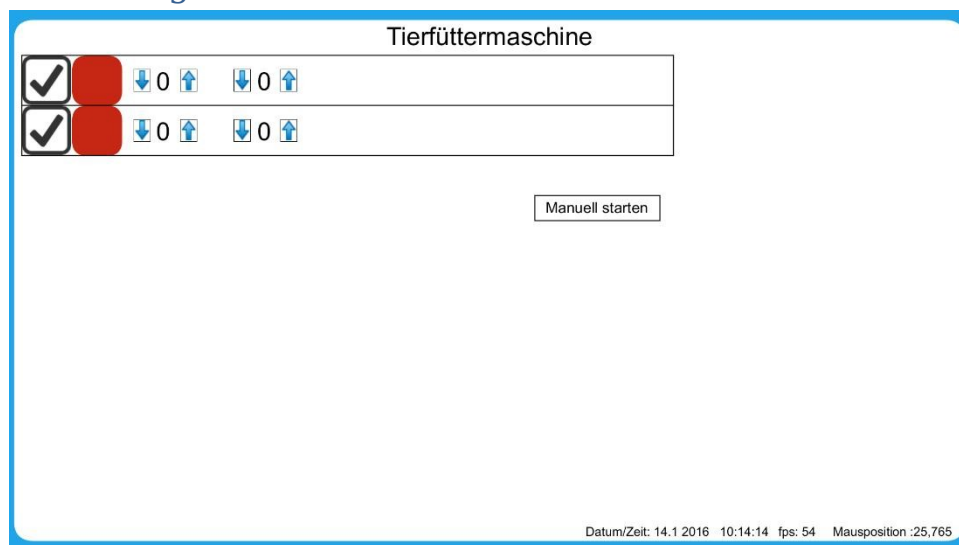 Tierfüttermaschine
0 0
0 0
Manuell starten
Datum/Zeit: 14.1 2016 10:14:14 fps: 54 Mausposition :25,765